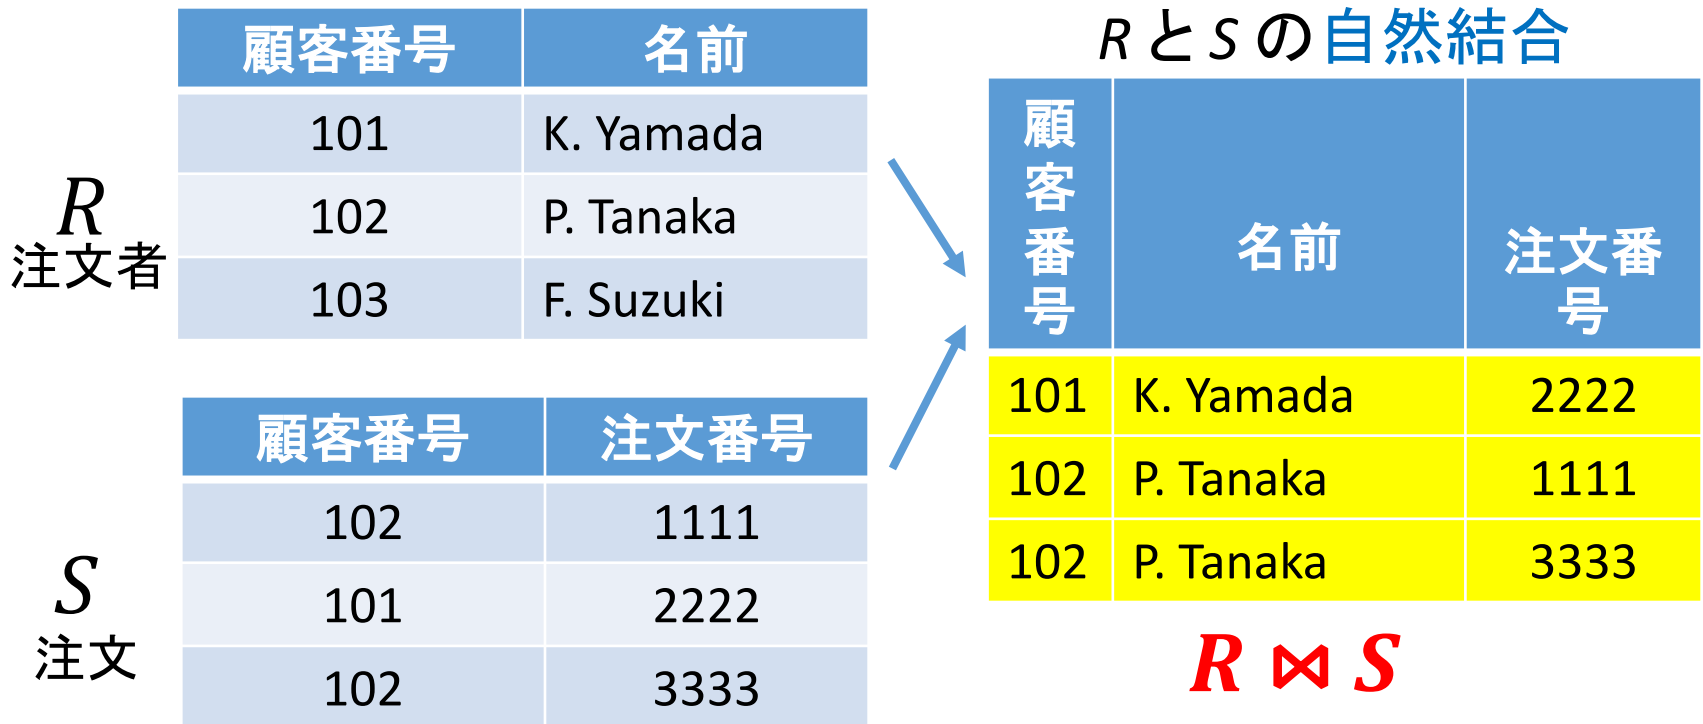 顧客番号 名前
101 K. Yamada
102 P. Tanaka
103 F. Suzuki
R
注文者
顧客番号 注文番号
102 1111
101 2222
102 3333
S
注文
RとSの自然結合
顧客番号 名前 注文番号
101 K. Yamada 2222
102 P. Tanaka 1111
102 P. Tanaka 3333
R ⋈ S